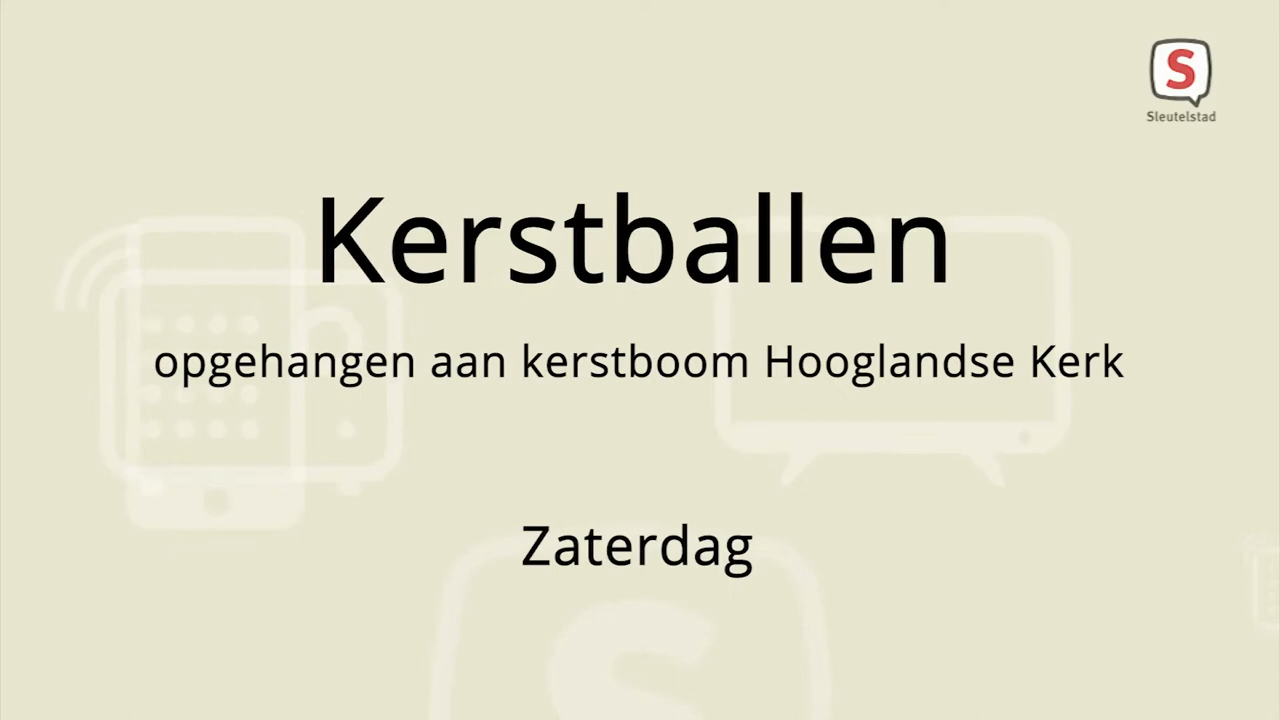 S
Sleutelstad
Kerstballen
opgehangen aan kerstboom Hooglandse Kerk
Zaterdag
S